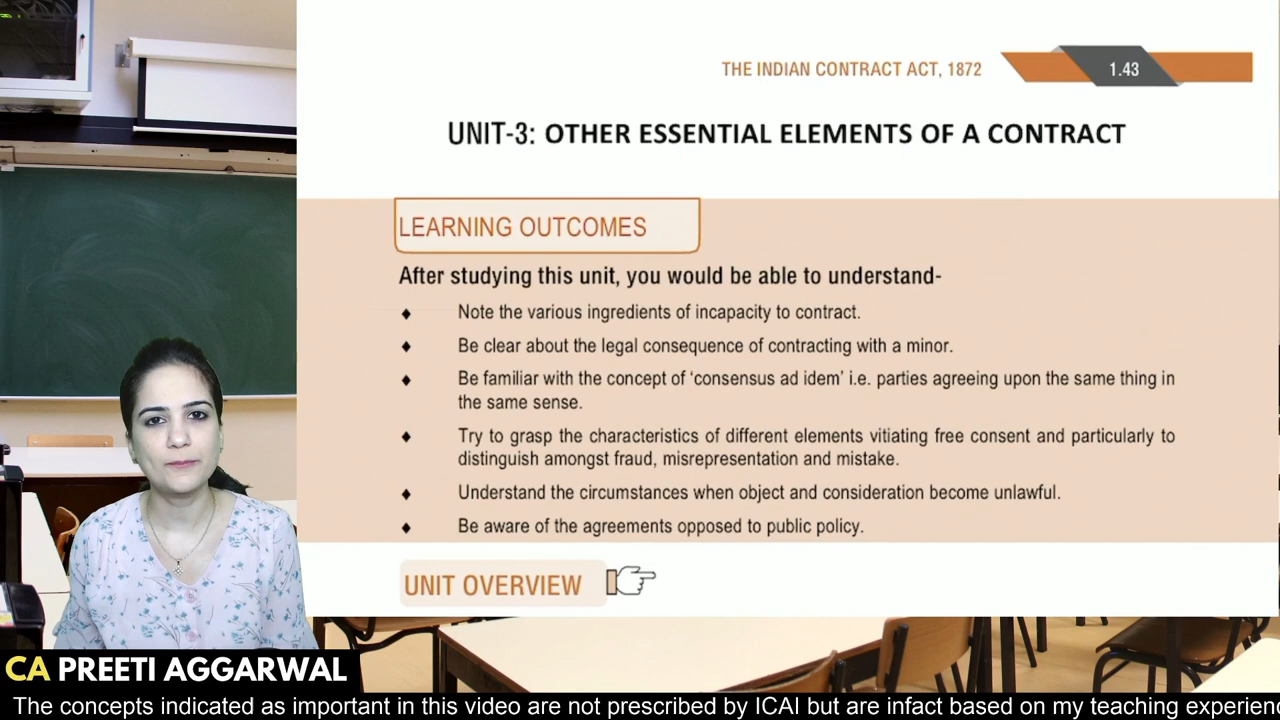 THE INDIAN CONTRACT ACT, 1872
1.43
UNIT-3: OTHER ESSENTIAL ELEMENTS OF A CONTRACT
LEARNING OUTCOMES
After studying this unit, you would be able to understand-
♦ Note the various ingredients of incapacity to contract.
♦ Be clear about the legal consequence of contracting with a minor.
♦ Be familiar with the concept of ‘consensus ad idem’ i.e. parties agreeing upon the same thing in
the same sense.
♦ Try to grasp the characteristics of different elements vitiating free consent and particularly to
distinguish amongst fraud, misrepresentation and mistake.
♦ Understand the circumstances when object and consideration become unlawful.
♦ Be aware of the agreements opposed to public policy.
UNIT OVERVIEW
CA PREETI AGGARWAL
The concepts indicated as important in this video are not prescribed by ICAI but are infact based on my teaching experien